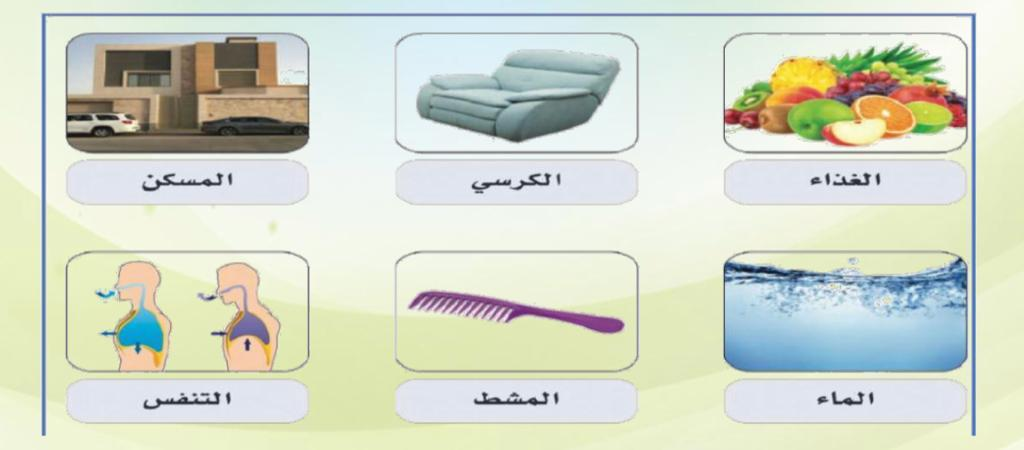 الغذاء
الكرسي
المسكن
الماء
المشط
التنفس